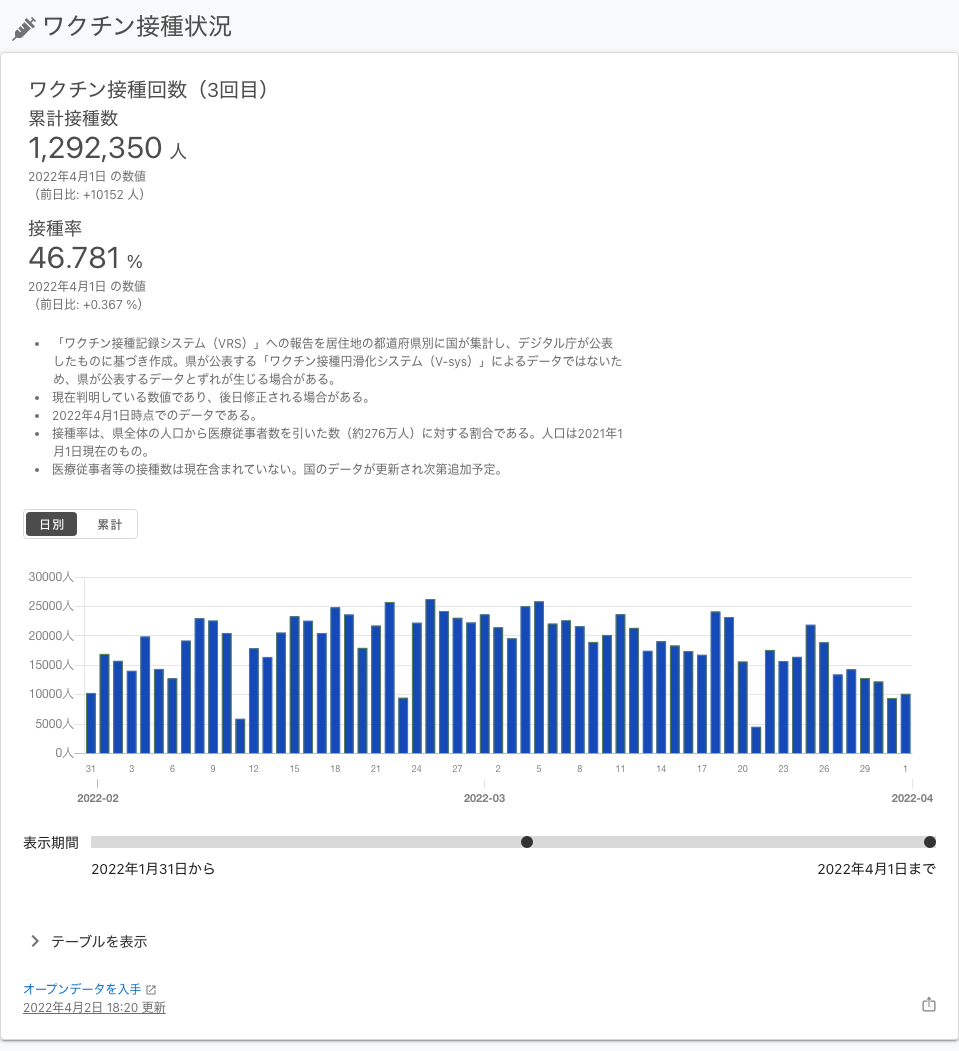 ワクチン接種状況
ワクチン接種回数（3回目）
累計接種数
1,292,350 人
2022年4月1日 の数値
（前日比: +10152 人）
接種率
46.781 %
2022年4月1日 の数値
（前日比: +0.367 %）
• 「ワクチン接種記録システム（VRS）」への報告を居住地の都道府県別に国が集計し、デジタル庁が公表
したものに基づき作成。県が公表する「ワクチン接種円滑化システム（V-sys）」によるデータではないた
め、県が公表するデータとずれが生じる場合がある。
• 現在判明している数値であり、後日修正される場合がある。
• 2022年4月1日時点でのデータである。
• 接種率は、県全体の人口から医療従事者数を引いた数（約276万人）に対する割合である。人口は2021年1
月1日現在のもの。
• 医療従事者等の接種数は現在含まれていない。国のデータが更新され次第追加予定。
日別 累計
30000人
25000人
20000人
15000人
10000人
5000人
0人
31 3 6 9 12 15 18 21 24 27 2 5 8 11 14 17 20 23 26 29 1
2022-02 2022-03 2022-04
表示期間
2022年1月31日から 2022年4月1日まで
テーブルを表示
オープンデータを入手
2022年4月2日 18:20 更新